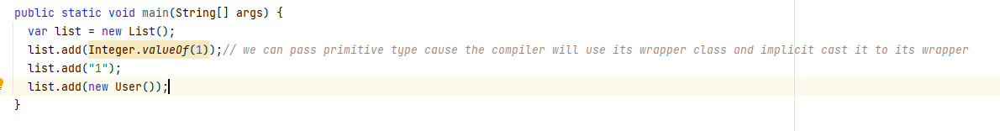 public static void main(String[] args) {
var list = new List();
list.add(Integer.valueOf(1));// we can pass primitive type cause the compiler will use its wrapper class and implicit cast it to its wrapper
list.add("1");
list.add(new User());
}